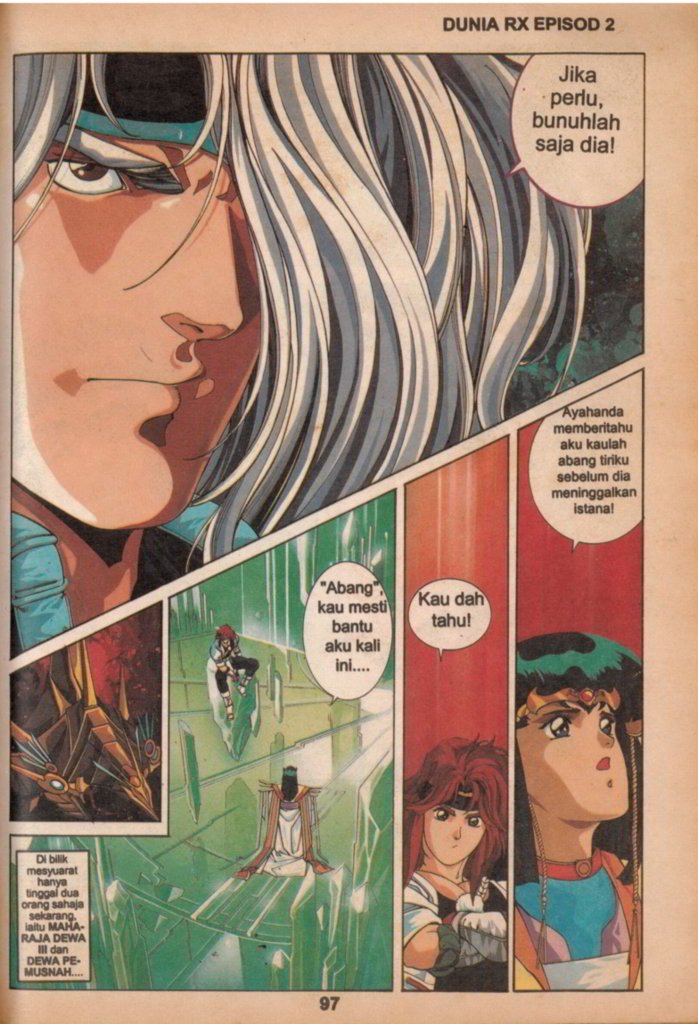 DUNIA RX EPISOD 2
Jika
perlu,
bunuhlah
saja dia!
Di bilik
mesyuarat
hanya
tinggal dua
orang sahaja
sekarang,
iaitu MAHA-
RAJA DEWA
III dan
DEWA PE-
MUSNAH....
"Abang",
kau mesti
bantu
aku kali
ini....
Kau dah
tahu!
Ayahanda
memberitahu
aku kaulah
abang tiriku
sebelum dia
meninggalkan
istana!
97